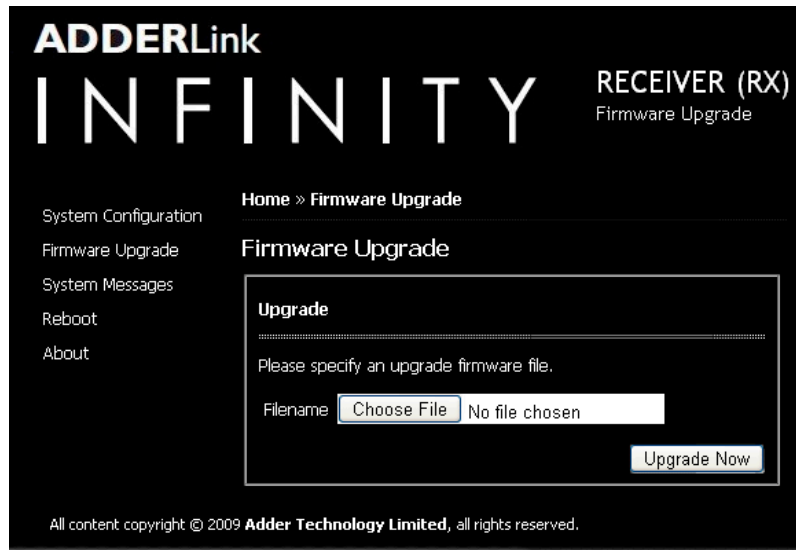 ADDERLink
INFINITY
RECEIVER (RX)
Firmware Upgrade
System Configuration
Firmware Upgrade
System Messages
Reboot
About
Home » Firmware Upgrade
Firmware Upgrade
Upgrade
Please specify an upgrade firmware file.
Filename Choose File No file chosen
Upgrade Now
All content copyright © 2009 Adder Technology Limited, all rights reserved.